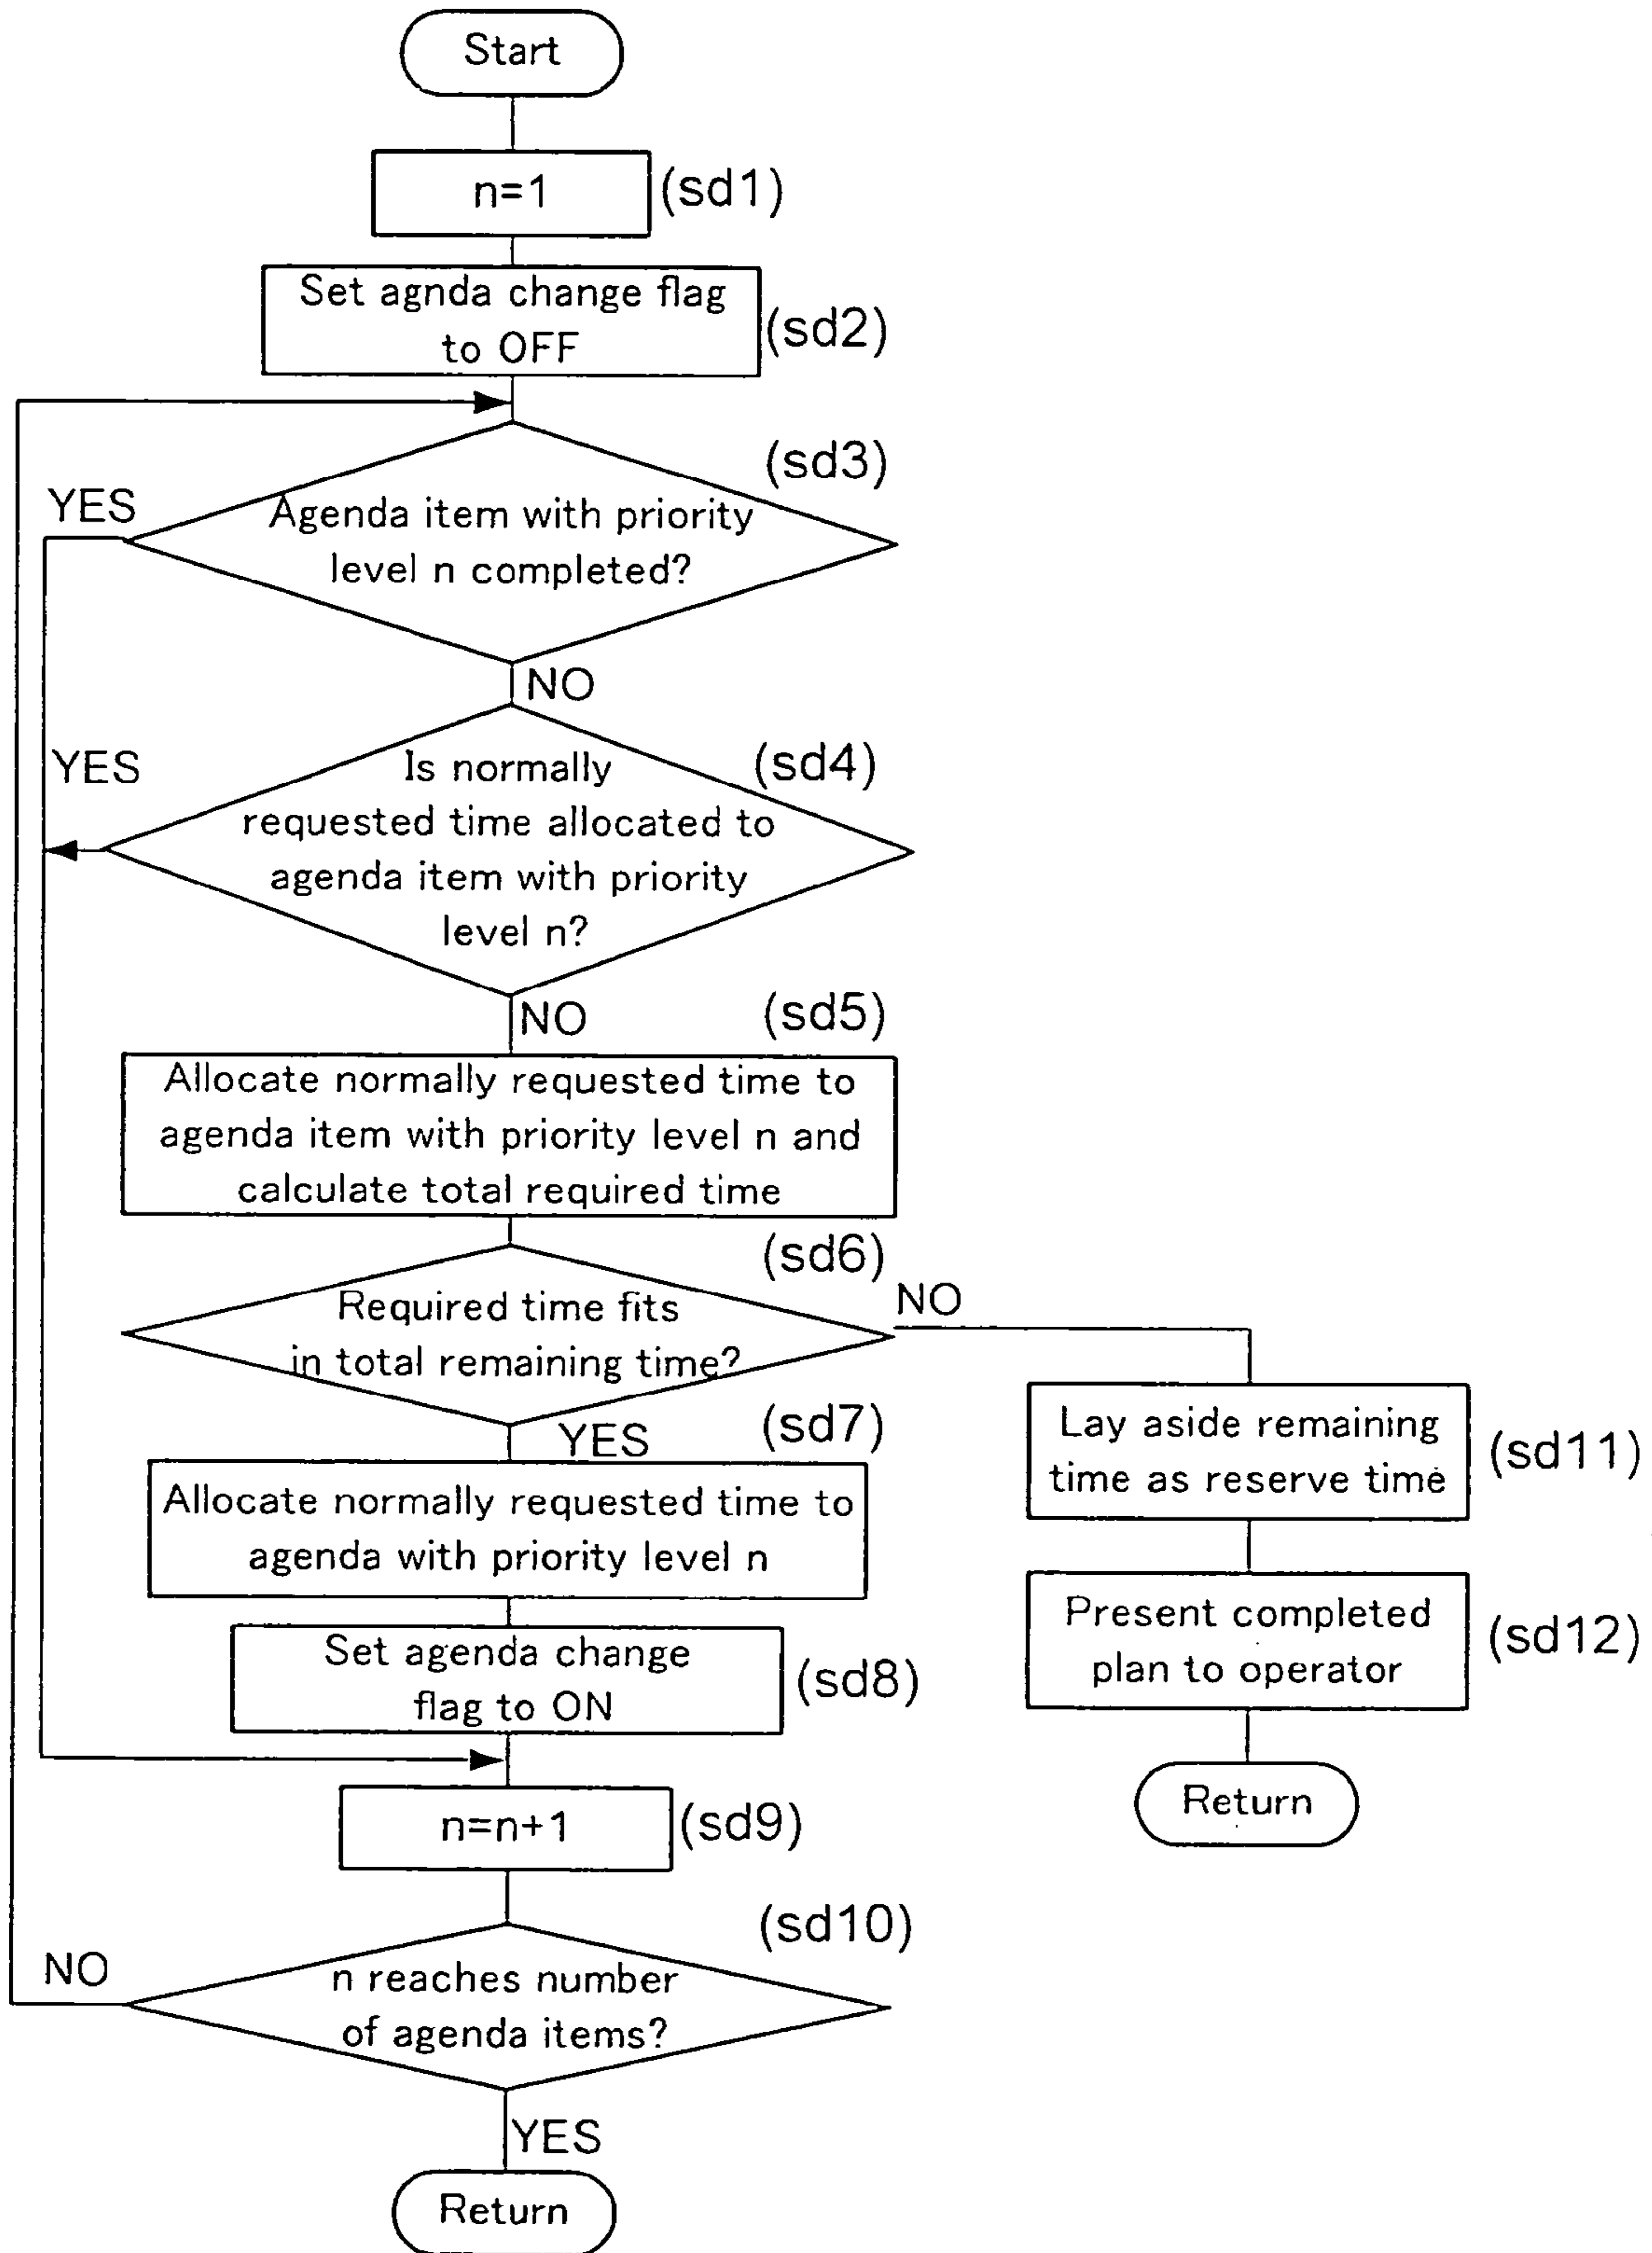 Start
n=1
(sd1)
Set agnda change flag
to OFF
(sd2)
(sd3)
YES
Agenda item with priority
level n completed?
NO
YES
(sd4)
Is normally
requested time allocated to
agenda item with priority
level n?
NO
(sd5)
Allocate normally requested time to
agenda item with priority level n and
calculate total required time
(sd6)
NO
Required time fits
in total remaining time?
YES
(sd7)
Lay aside remaining
time as reserve time
(sd11)
Allocate normally requested time to
agenda with priority level n
Present completed
plan to operator
(sd12)
Set agenda change
flag to ON
(sd8)
Return
n=n+1
(sd9)
(sd10)
NO
n reaches number
of agenda items?
YES
Return